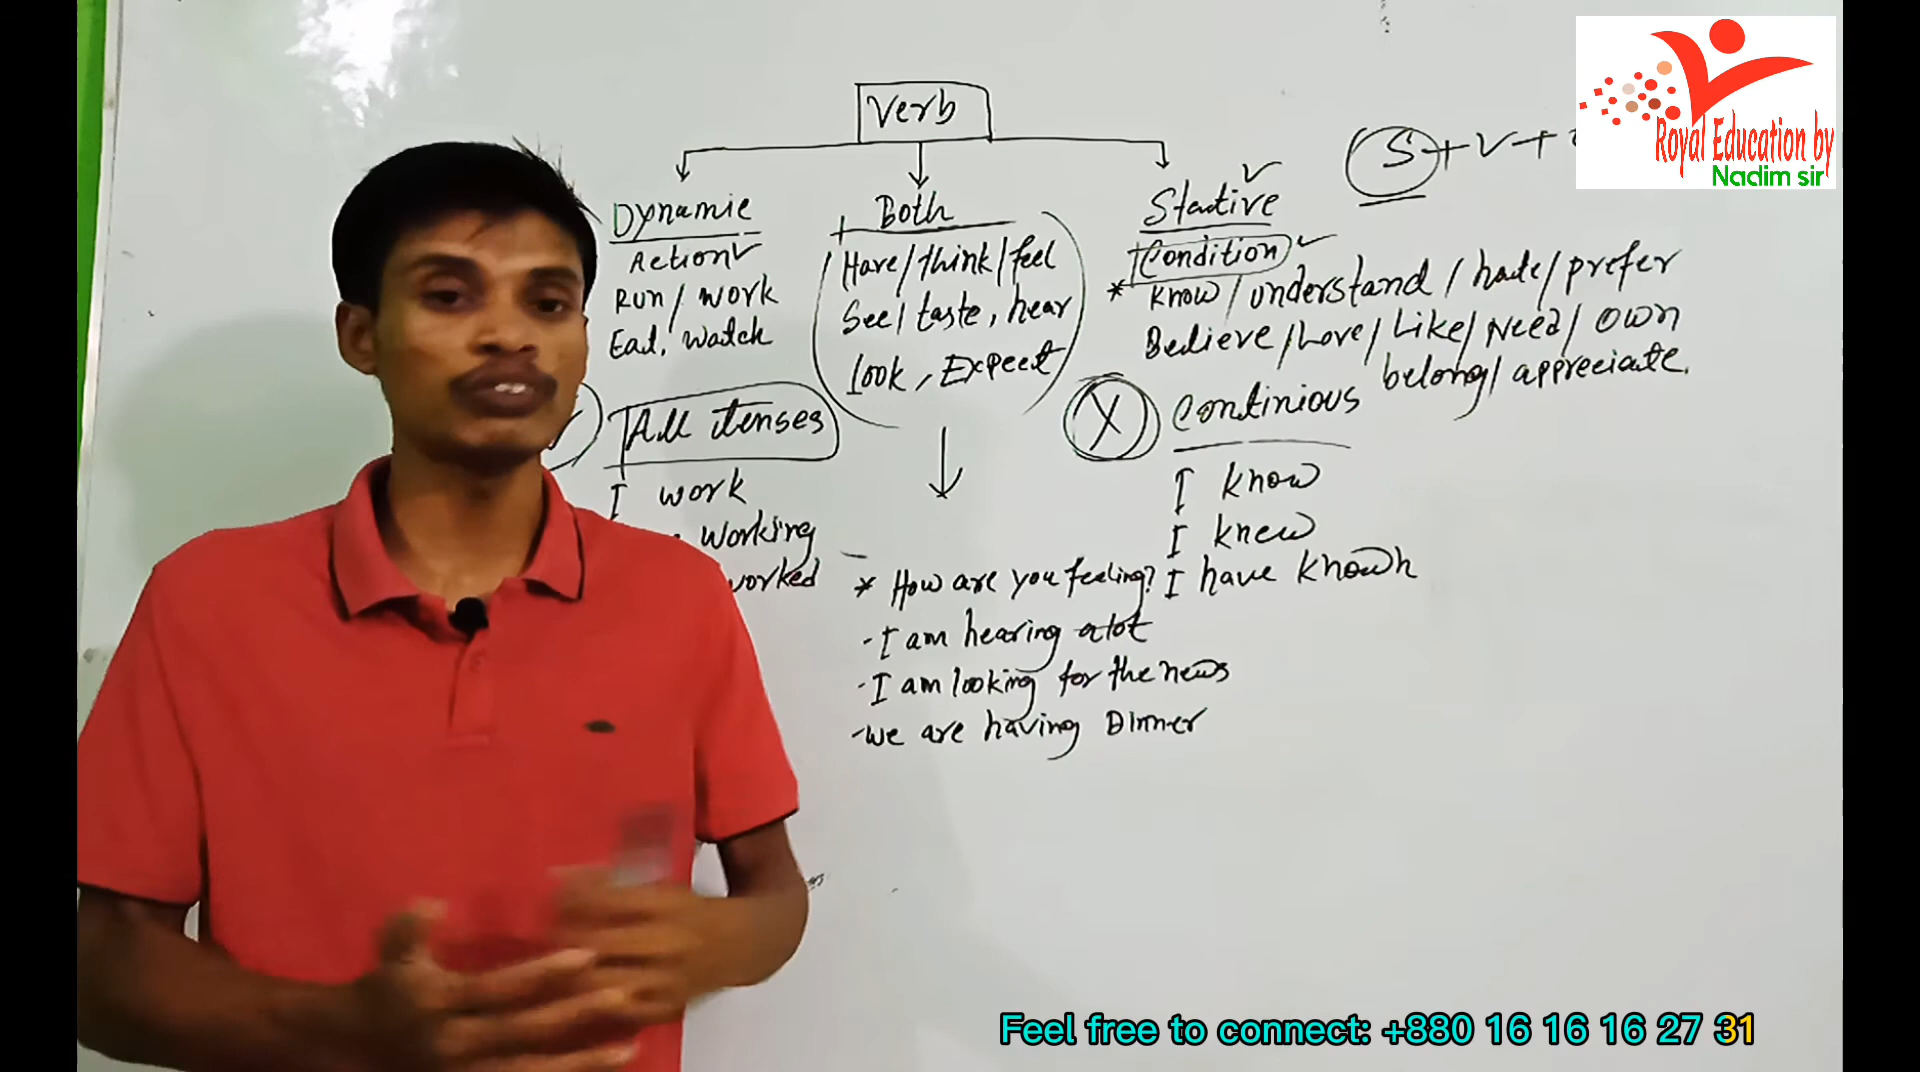 Verb
S + V +
Royal Education by
Nadim sir
Dynamic
Action
Run / work
Eat, watch
All tenses
I work
working
worked
Both
Have / think / feel
See / taste, hear
look, Expect
* How are you feeling?
- I am hearing alot
- I am looking for the news
- We are having Dinner
Stative
Condition
* know / understand / hate / prefer
Believe / Love / Like / Need / own
belong / appreciate.
X Continious
I know
I knew
I have known
Feel free to connect: +880 16 16 16 27 31